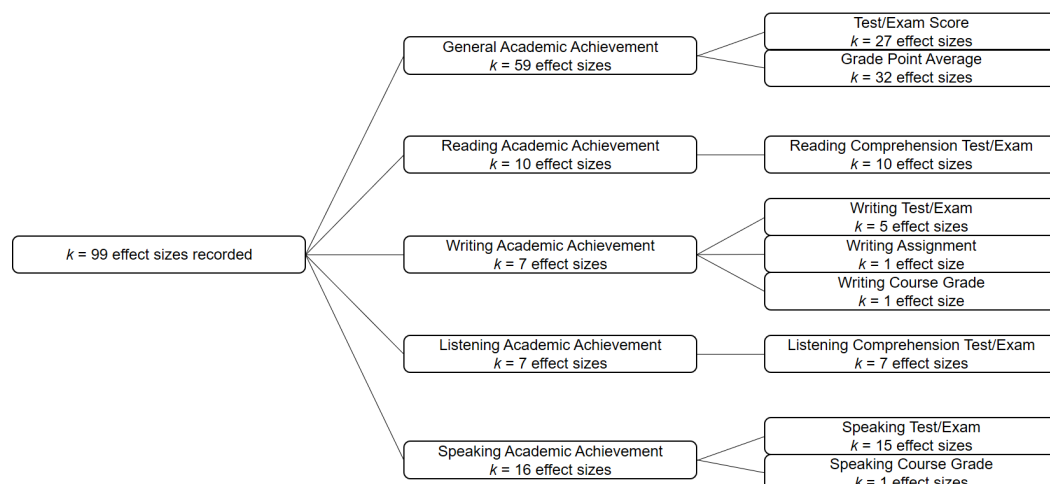 k = 99 effect sizes recorded
General Academic Achievement
k = 59 effect sizes
Test/Exam Score
k = 27 effect sizes
Grade Point Average
k = 32 effect sizes
Reading Academic Achievement
k = 10 effect sizes
Reading Comprehension Test/Exam
k = 10 effect sizes
Writing Academic Achievement
k = 7 effect sizes
Writing Test/Exam
k = 5 effect sizes
Writing Assignment
k = 1 effect size
Writing Course Grade
k = 1 effect size
Listening Academic Achievement
k = 7 effect sizes
Listening Comprehension Test/Exam
k = 7 effect sizes
Speaking Academic Achievement
k = 16 effect sizes
Speaking Test/Exam
k = 15 effect sizes
Speaking Course Grade
k = 1 effect sizes